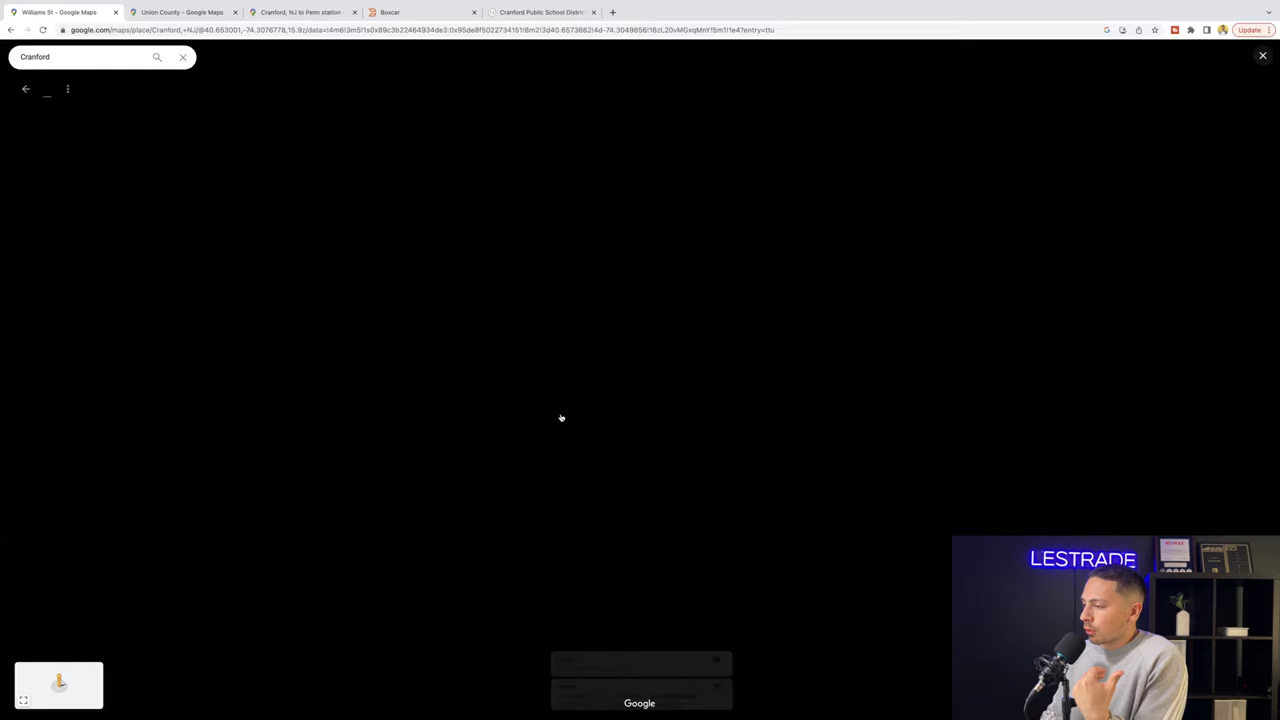 Williams St - Google Maps
Union County - Google Maps
Cranford, NJ to Penn station
Boxcar
Cranford Public School Distric
google.com/maps/place/Cranford,+NJ/@40.653001,-74.3076778,15.9z/data=!4m6!3m5!1s0x89c3b22464934de3:0x95de8f5022734151!8m2!3d40.6573662!4d-74.3049856!16zL20vMGxqMnY!5m1!1e4?entry=ttu
Update
Cranford
LESTRADE
Google